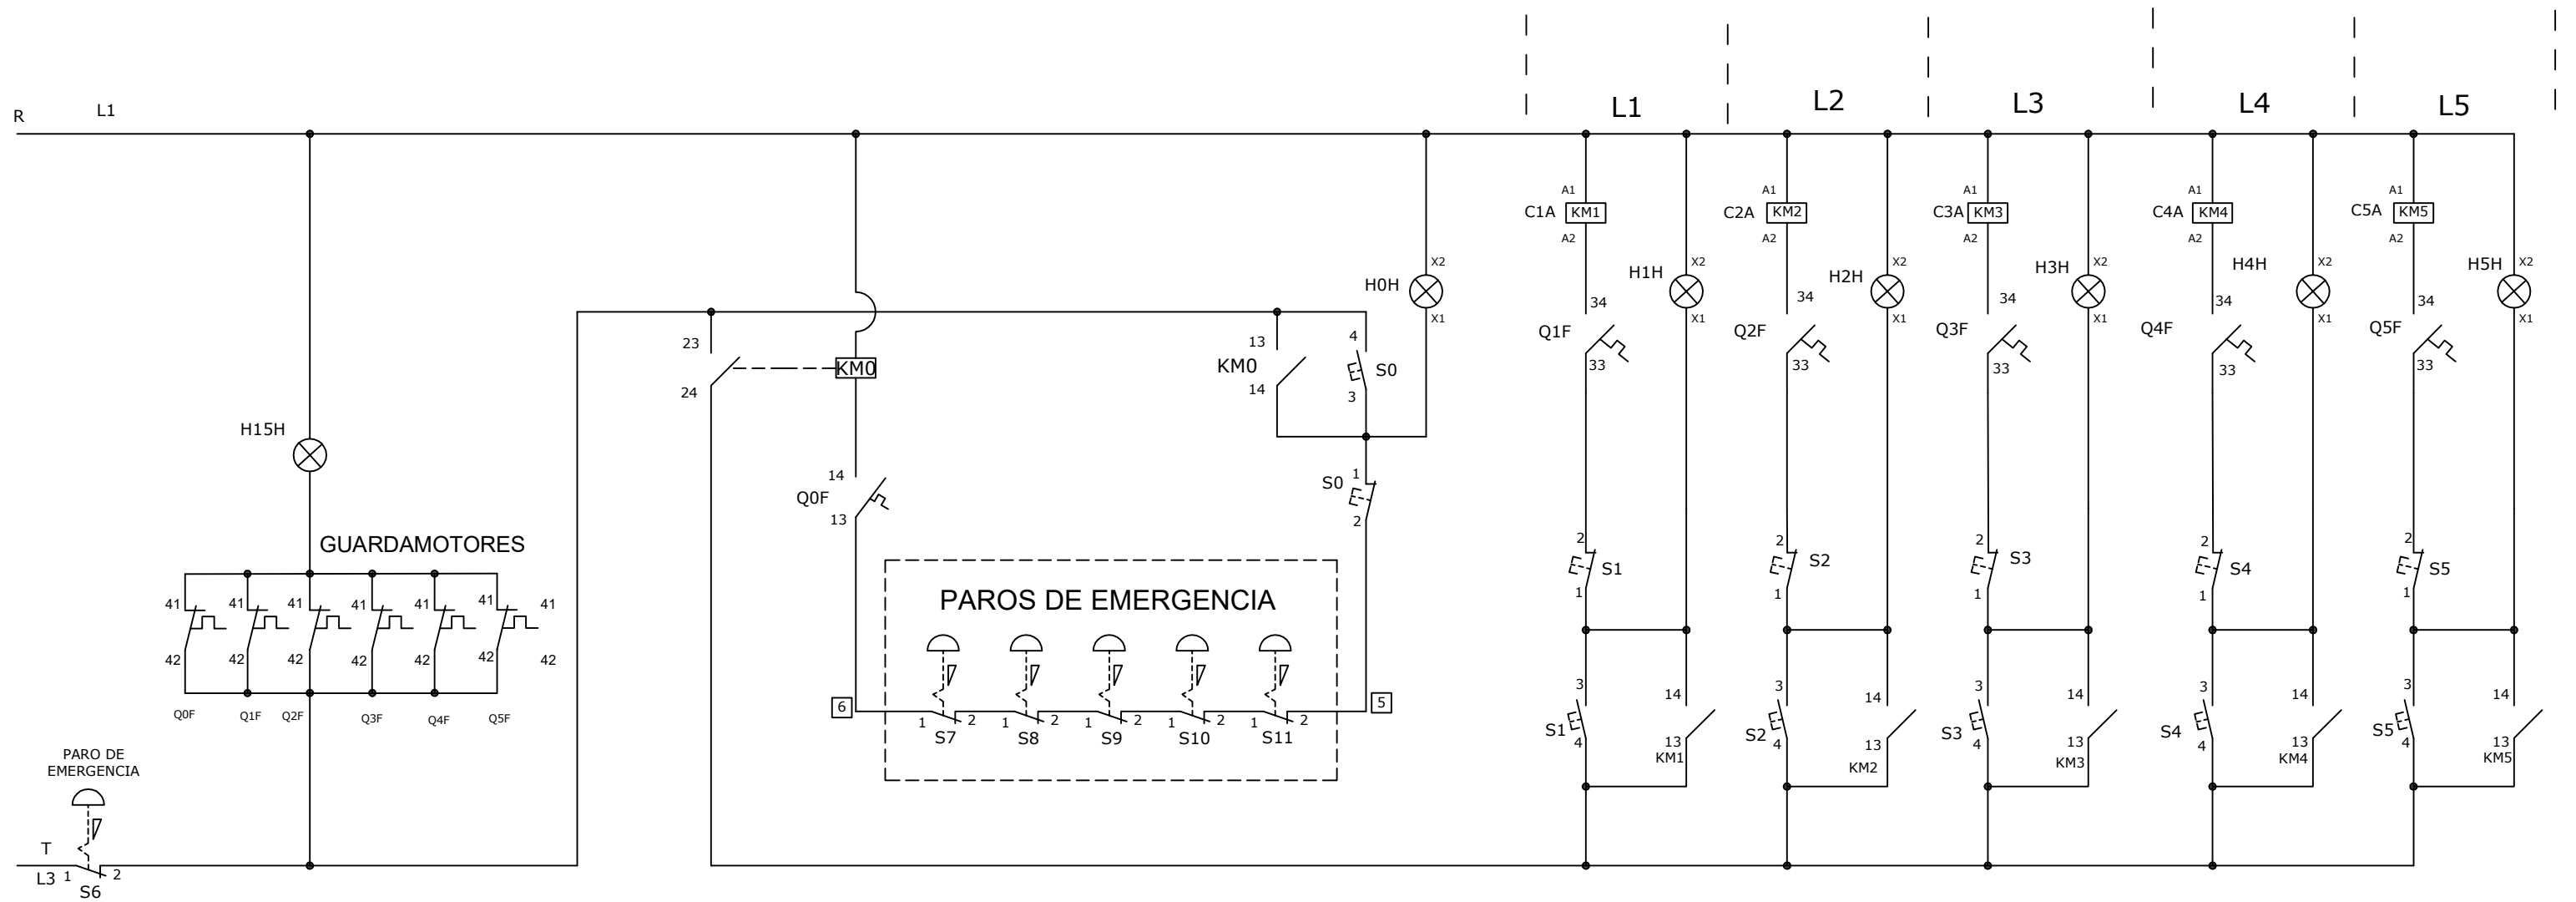 R
L1
L1
L2
L3
L4
L5
A1
C1A
KM1
A2
A1
C2A
KM2
A2
A1
C3A
KM3
A2
A1
C4A
KM4
A2
A1
C5A
KM5
A2
H0H
X2
X1
H1H
X2
X1
H2H
X2
X1
H3H
X2
X1
H4H
X2
X1
H5H
X2
X1
34
Q1F
33
34
Q2F
33
34
Q3F
33
34
Q4F
33
34
Q5F
33
23
24
KM0
13
KM0
14
4
S0
3
H15H
14
Q0F
13
S0
1
2
GUARDAMOTORES
41
41
41
41
41
41
41
42
42
42
42
42
42
42
Q0F
Q1F
Q2F
Q3F
Q4F
Q5F
PAROS DE EMERGENCIA
6
1
2
S7
1
2
S8
1
2
S9
1
2
S10
1
2
S11
5
2
S1
1
2
S2
1
2
S3
1
2
S4
1
2
S5
1
3
S1
4
14
13
KM1
3
S2
4
14
13
KM2
3
S3
4
14
13
KM3
3
S4
4
14
13
KM4
3
S5
4
14
13
KM5
PARO DE
EMERGENCIA
T
L3
1
2
S6